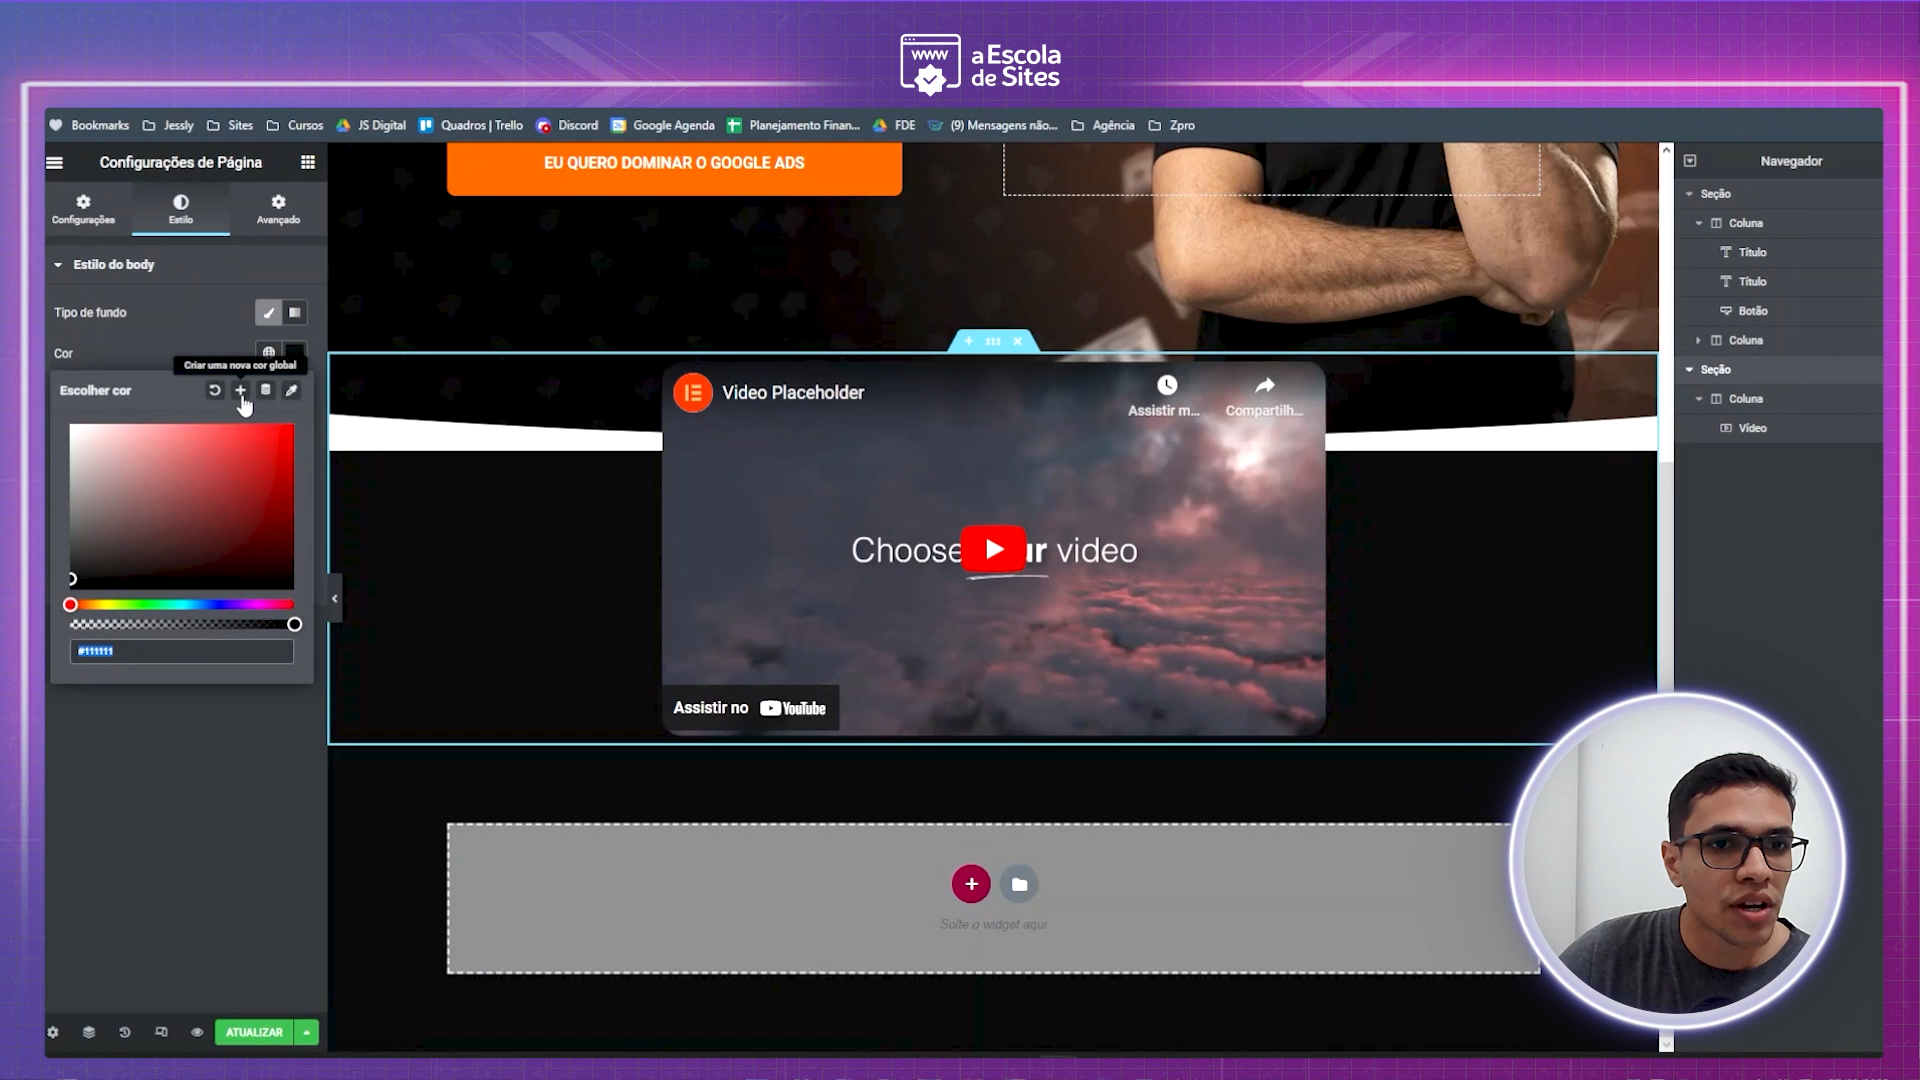 www
a Escola
de Sites
Bookmarks
Jessly
Sites
Cursos
JS Digital
Quadros | Trello
Discord
Google Agenda
Planejamento Finan...
FDE
(9) Mensagens não...
Agência
Zpro
Configurações de Página
Configurações
Estilo
Avançado
Estilo do body
Tipo de fundo
Cor
Criar uma nova cor global
Escolher cor
#111111
ATUALIZAR
EU QUERO DOMINAR O GOOGLE ADS
Video Placeholder
Assistir m...
Compartilh...
Choose ur video
Assistir no YouTube
Solte o widget aqui
Navegador
Seção
Coluna
Título
Título
Botão
Coluna
Seção
Coluna
Vídeo